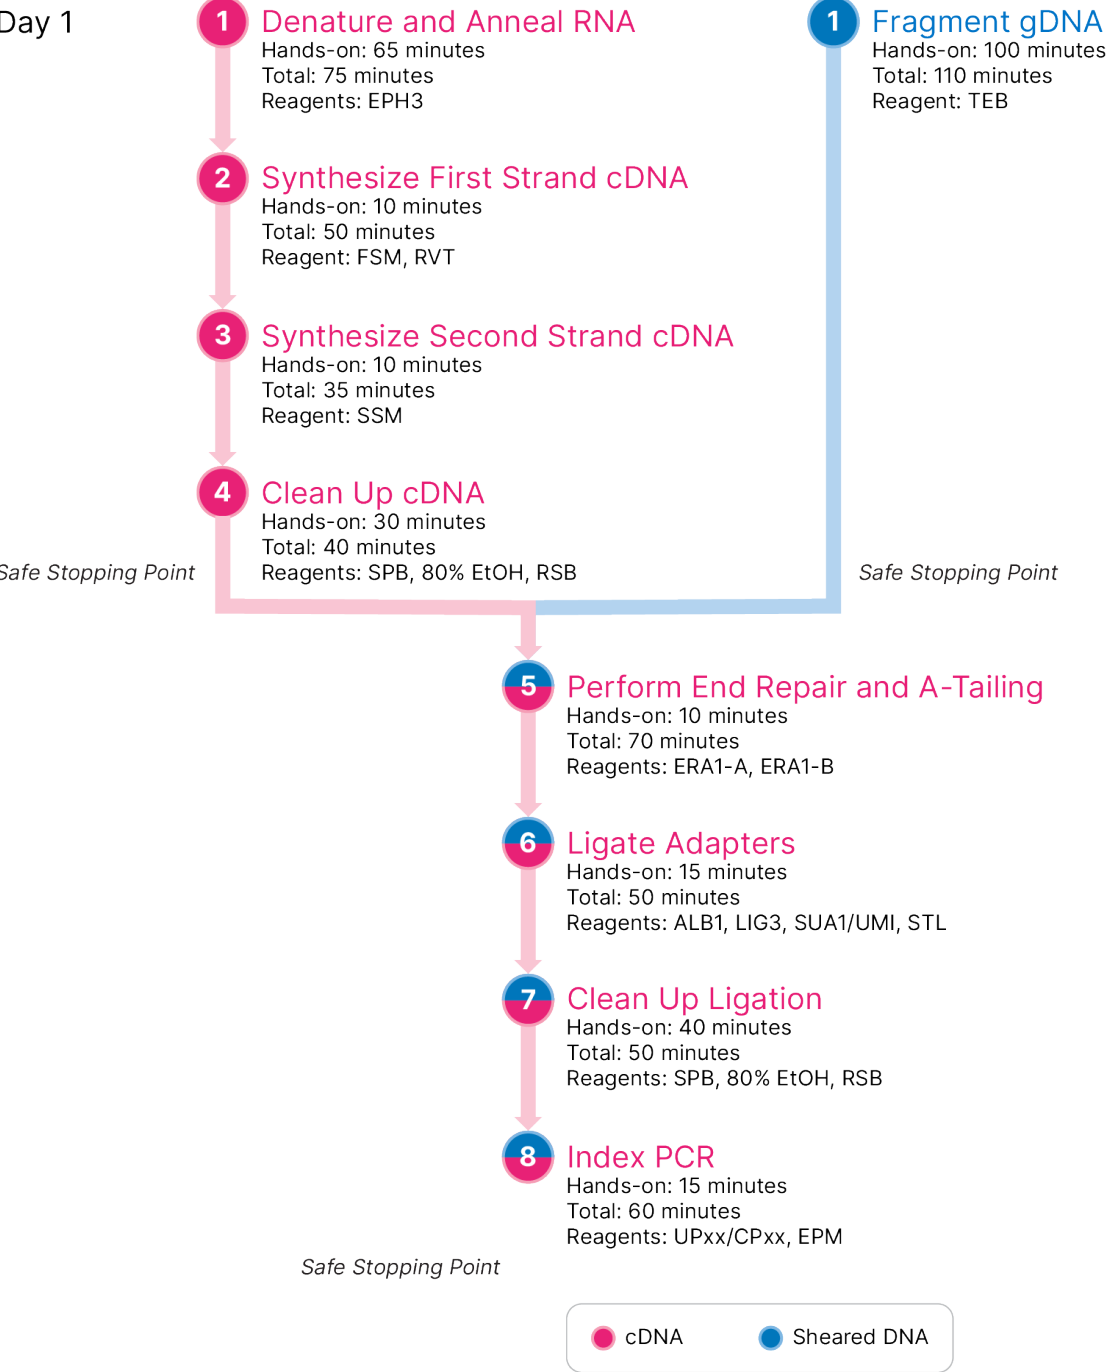 Day 1
1
Denature and Anneal RNA
Hands-on: 65 minutes
Total: 75 minutes
Reagents: EPH3
1
Fragment gDNA
Hands-on: 100 minutes
Total: 110 minutes
Reagent: TEB
2
Synthesize First Strand cDNA
Hands-on: 10 minutes
Total: 50 minutes
Reagent: FSM, RVT
3
Synthesize Second Strand cDNA
Hands-on: 10 minutes
Total: 35 minutes
Reagent: SSM
4
Clean Up cDNA
Hands-on: 30 minutes
Total: 40 minutes
Reagents: SPB, 80% EtOH, RSB
Safe Stopping Point
Safe Stopping Point
5
Perform End Repair and A-Tailing
Hands-on: 10 minutes
Total: 70 minutes
Reagents: ERA1-A, ERA1-B
6
Ligate Adapters
Hands-on: 15 minutes
Total: 50 minutes
Reagents: ALB1, LIG3, SUA1/UMI, STL
7
Clean Up Ligation
Hands-on: 40 minutes
Total: 50 minutes
Reagents: SPB, 80% EtOH, RSB
8
Index PCR
Hands-on: 15 minutes
Total: 60 minutes
Reagents: UPxx/CPxx, EPM
Safe Stopping Point
cDNA
Sheared DNA